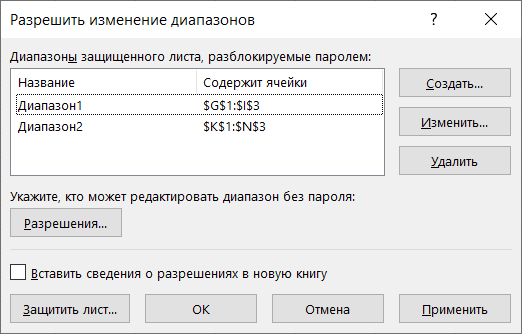 Разрешить изменение диапазонов ?
Диапазоны защищенного листа, разблокируемые паролем:
Название Содержит ячейки
Диапазон1 $G$1:$I$3
Диапазон2 $K$1:$N$3
Создать...
Изменить...
Удалить
Укажите, кто может редактировать диапазон без пароля:
Разрешения...
Вставить сведения о разрешениях в новую книгу
Защитить лист... ОК Отмена Применить